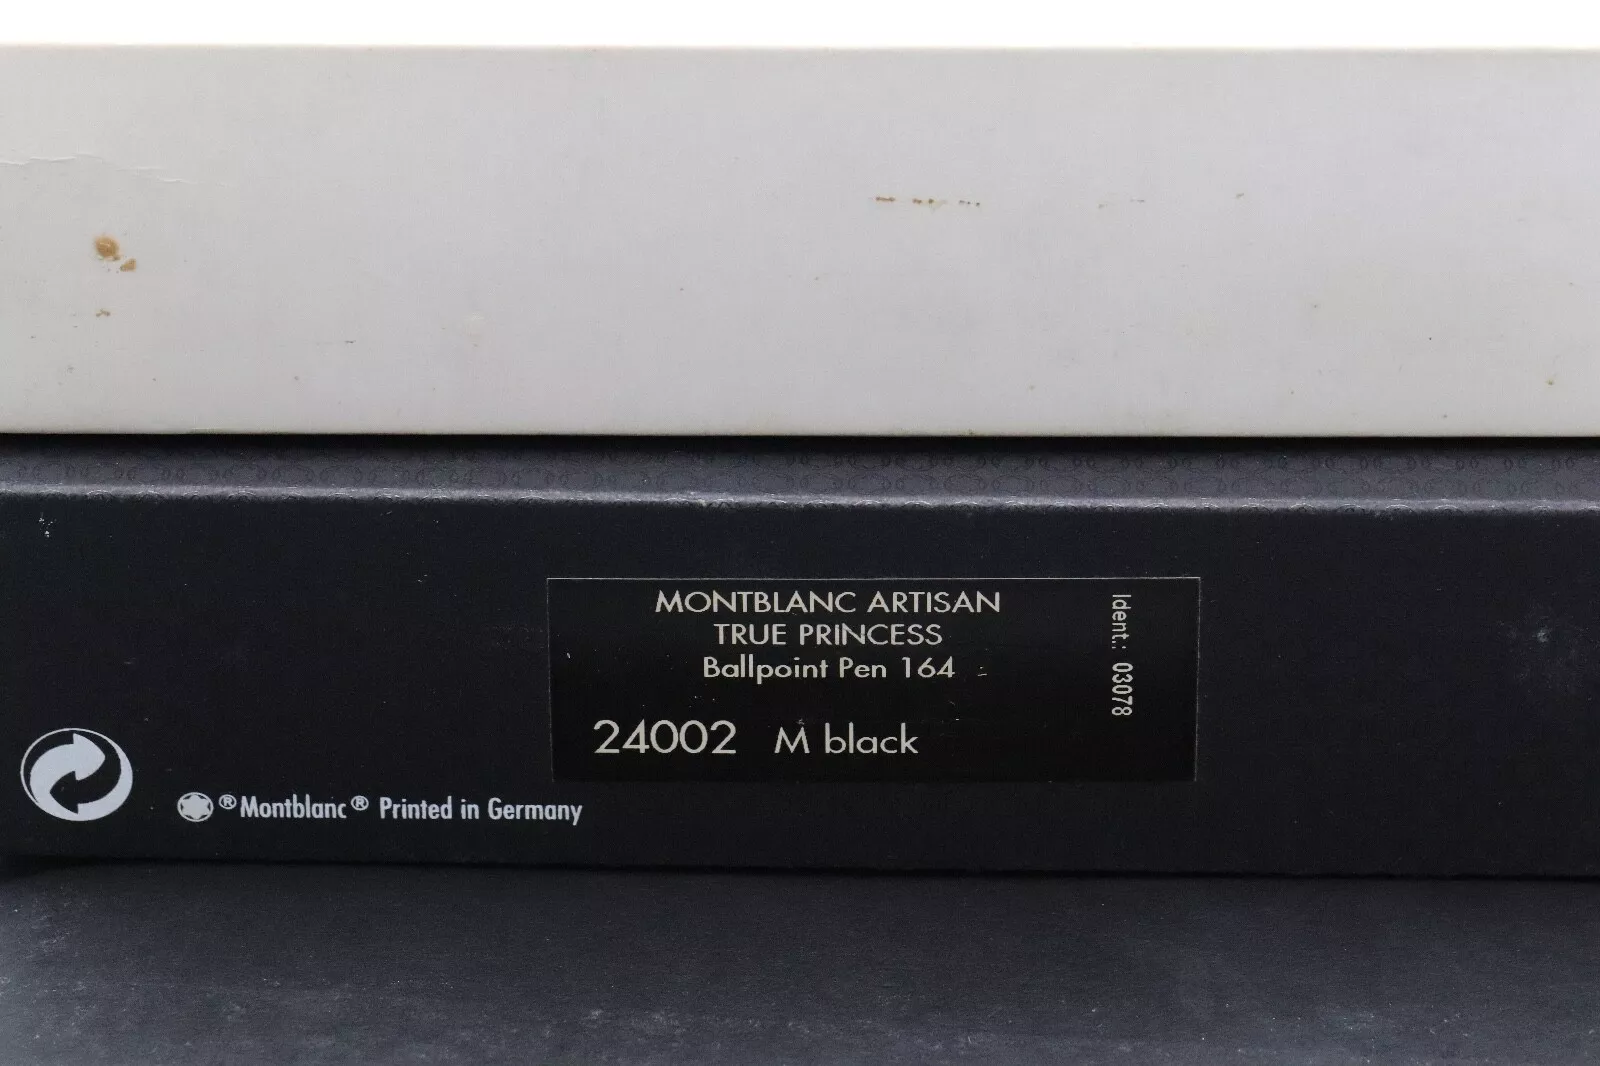 MONTBLANC ARTISAN
TRUE PRINCESS
Ballpoint Pen 164
24002 M black
Ident.: 03078
®Montblanc® Printed in Germany